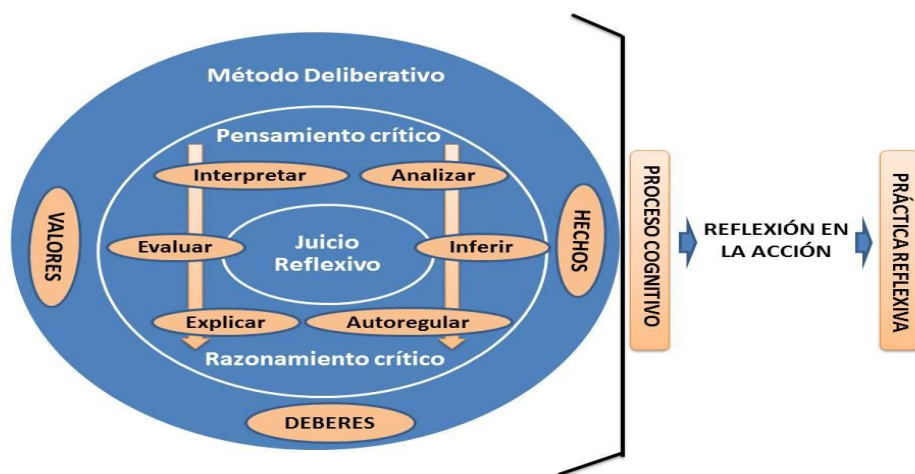 Método Deliberativo
Pensamiento crítico
Interpretar
Analizar
VALORES
Evaluar
Juicio
Reflexivo
Inferir
HECHOS
Explicar
Autoregular
Razonamiento crítico
DEBERES
PROCESO COGNITIVO
REFLEXIÓN EN
LA ACCIÓN
PRÁCTICA REFLEXIVA